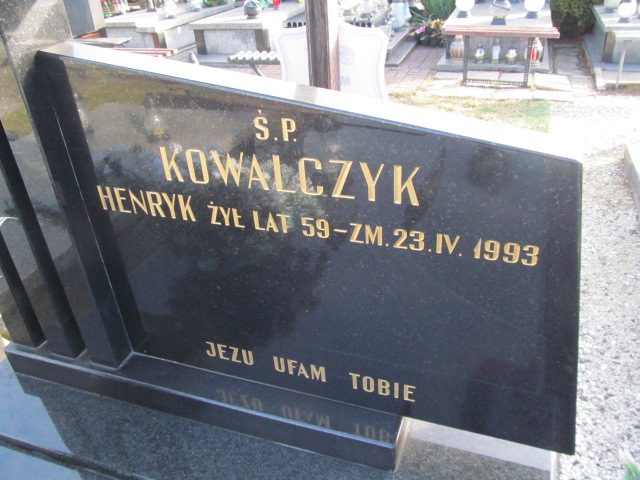 Ś.P.
KOWALCZYK
HENRYK ŻYŁ LAT 59-ZM.23.IV.1993
JEZU UFAM TOBIE